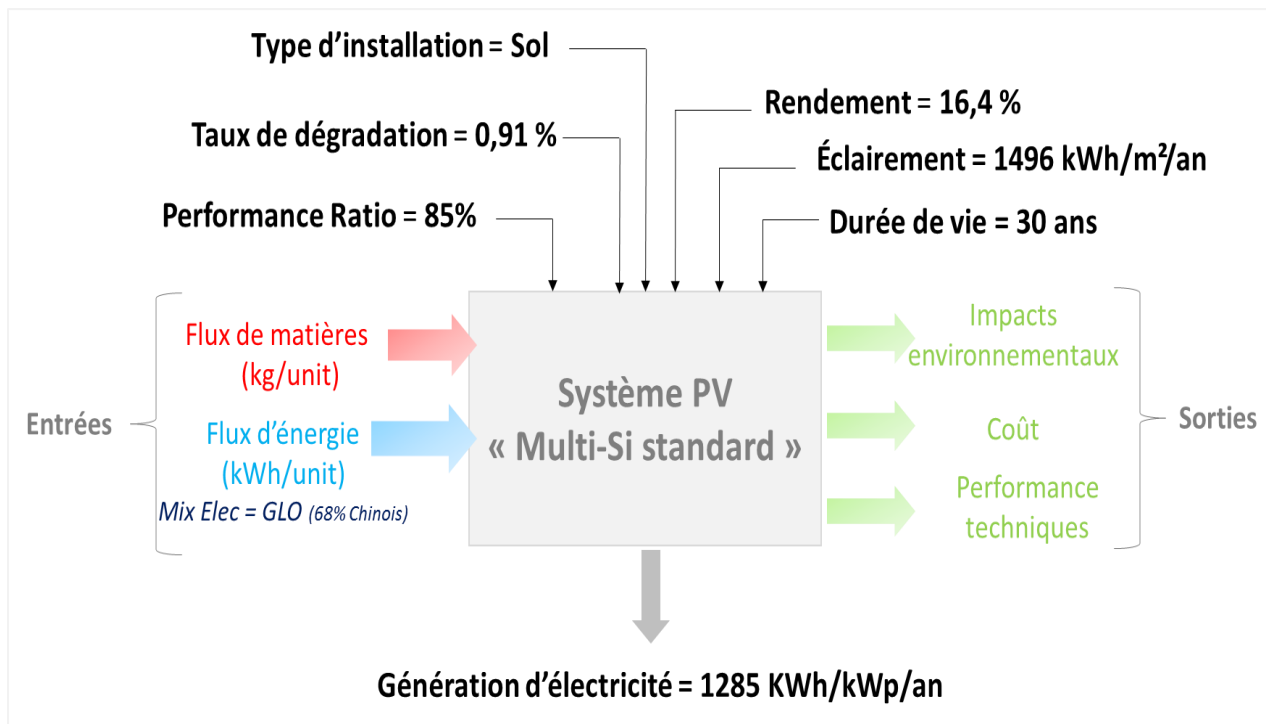 Type d’installation = Sol
Rendement = 16,4 %
Taux de dégradation = 0,91 %
Éclairement = 1496 kWh/m²/an
Performance Ratio = 85%
Durée de vie = 30 ans
Entrées
Flux de matières
(kg/unit)
Flux d’énergie
(kWh/unit)
Mix Elec = GLO (68% Chinois)
Système PV
« Multi-Si standard »
Impacts
environnementaux
Coût
Performance
techniques
Sorties
Génération d’électricité = 1285 KWh/kWp/an